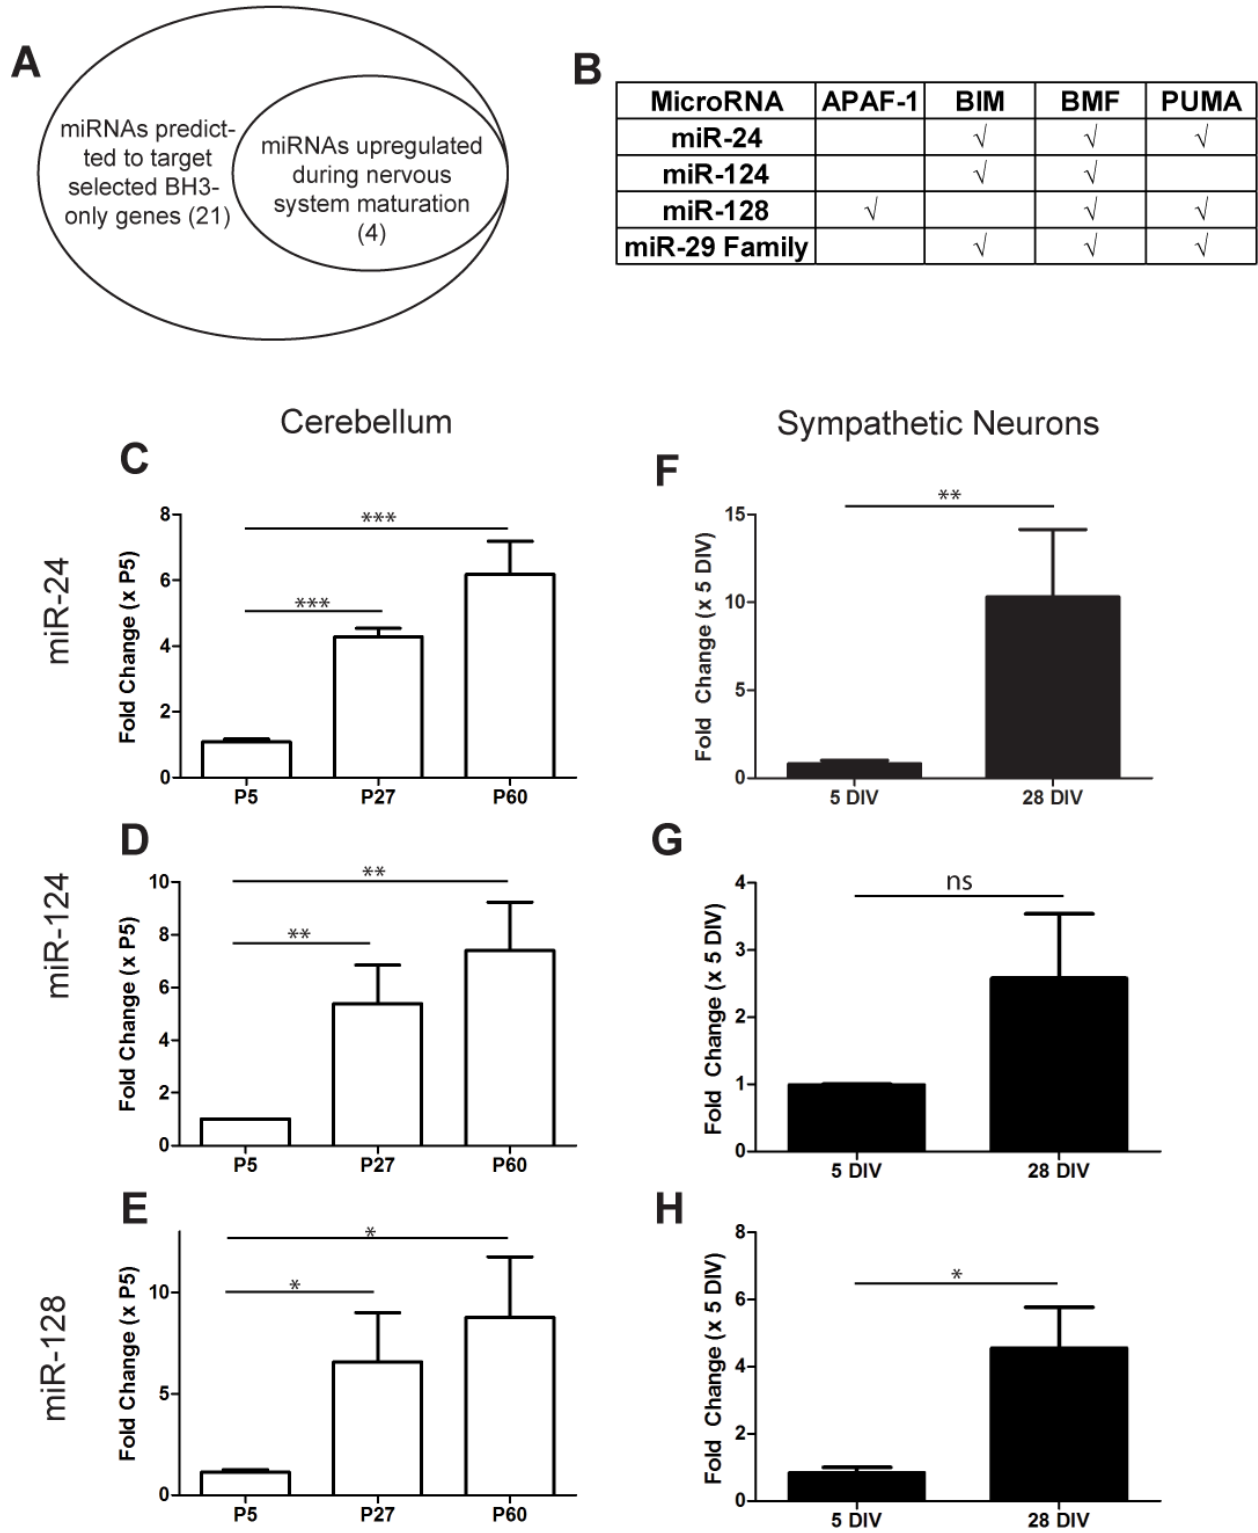 A
miRNAs predict-
ted to target
selected BH3-
only genes (21)
miRNAs upregulated
during nervous
system maturation
(4)
B
MicroRNA APAF-1 BIM BMF PUMA
miR-24 √ √ √
miR-124 √ √
miR-128 √ √ √
miR-29 Family √ √ √
Cerebellum
Sympathetic Neurons
miR-24
C
Fold Change (x P5)
8
6
4
2
0
***
***
P5 P27 P60
F
Fold Change (x 5 DIV)
15
10
5
0
**
5 DIV 28 DIV
miR-124
D
Fold Change (x P5)
10
8
6
4
2
0
**
**
P5 P27 P60
G
Fold Change (x 5 DIV)
4
3
2
1
0
ns
5 DIV 28 DIV
miR-128
E
Fold Change (x P5)
10
5
0
*
*
P5 P27 P60
H
Fold Change (x 5 DIV)
8
6
4
2
0
*
5 DIV 28 DIV